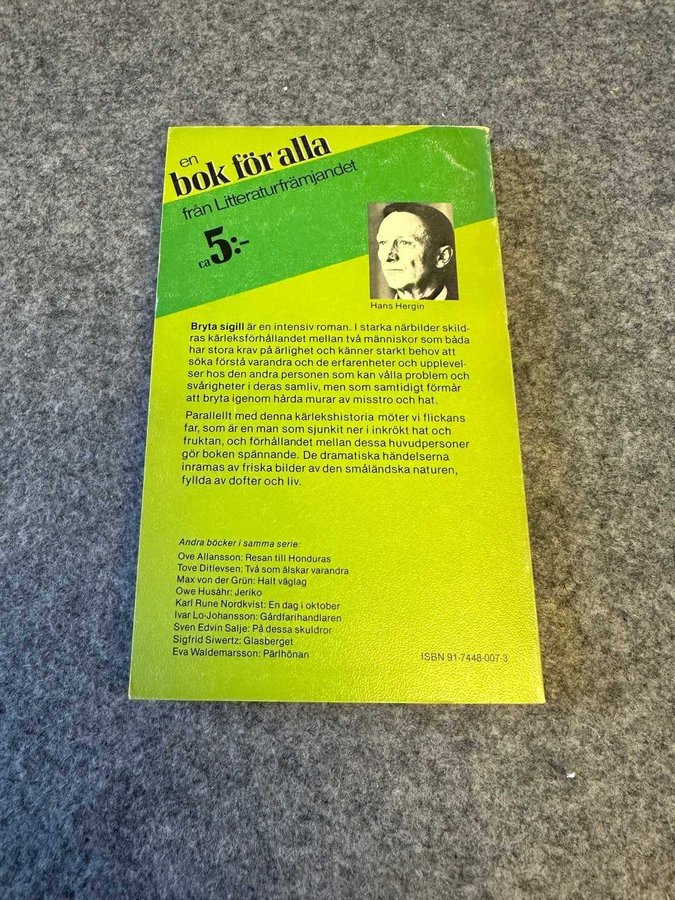 en
bok för alla
från Litteraturfrämjandet
ca 5:-
Hans Hergin
Bryta sigill är en intensiv roman. I starka närbilder skild-
ras kärleksförhållandet mellan två människor som båda
har stora krav på ärlighet och känner starkt behov att
söka förstå varandra och de erfarenheter och upplevel-
ser hos den andra personen som kan vålla problem och
svårigheter i deras samliv, men som samtidigt förmår
att bryta igenom hårda murar av misstro och hat.
Parallellt med denna kärlekshistoria möter vi flickans
far, som är en man som sjunkit ner i inkrökt hat och
fruktan, och förhållandet mellan dessa huvudpersoner
gör boken spännande. De dramatiska händelserna
inramas av friska bilder av den småländska naturen,
fyllda av dofter och liv.
Andra böcker i samma serie:
Ove Allansson: Resan till Honduras
Tove Ditlevsen: Två som älskar varandra
Max von der Grün: Halt väglag
Owe Husáhr: Jeriko
Karl Rune Nordkvist: En dag i oktober
Ivar Lo-Johansson: Gårdfarihandlaren
Sven Edvin Salje: På dessa skuldror
Sigfrid Siwertz: Glasberget
Eva Waldemarsson: Pärlhönan
ISBN 91-7448-007-3